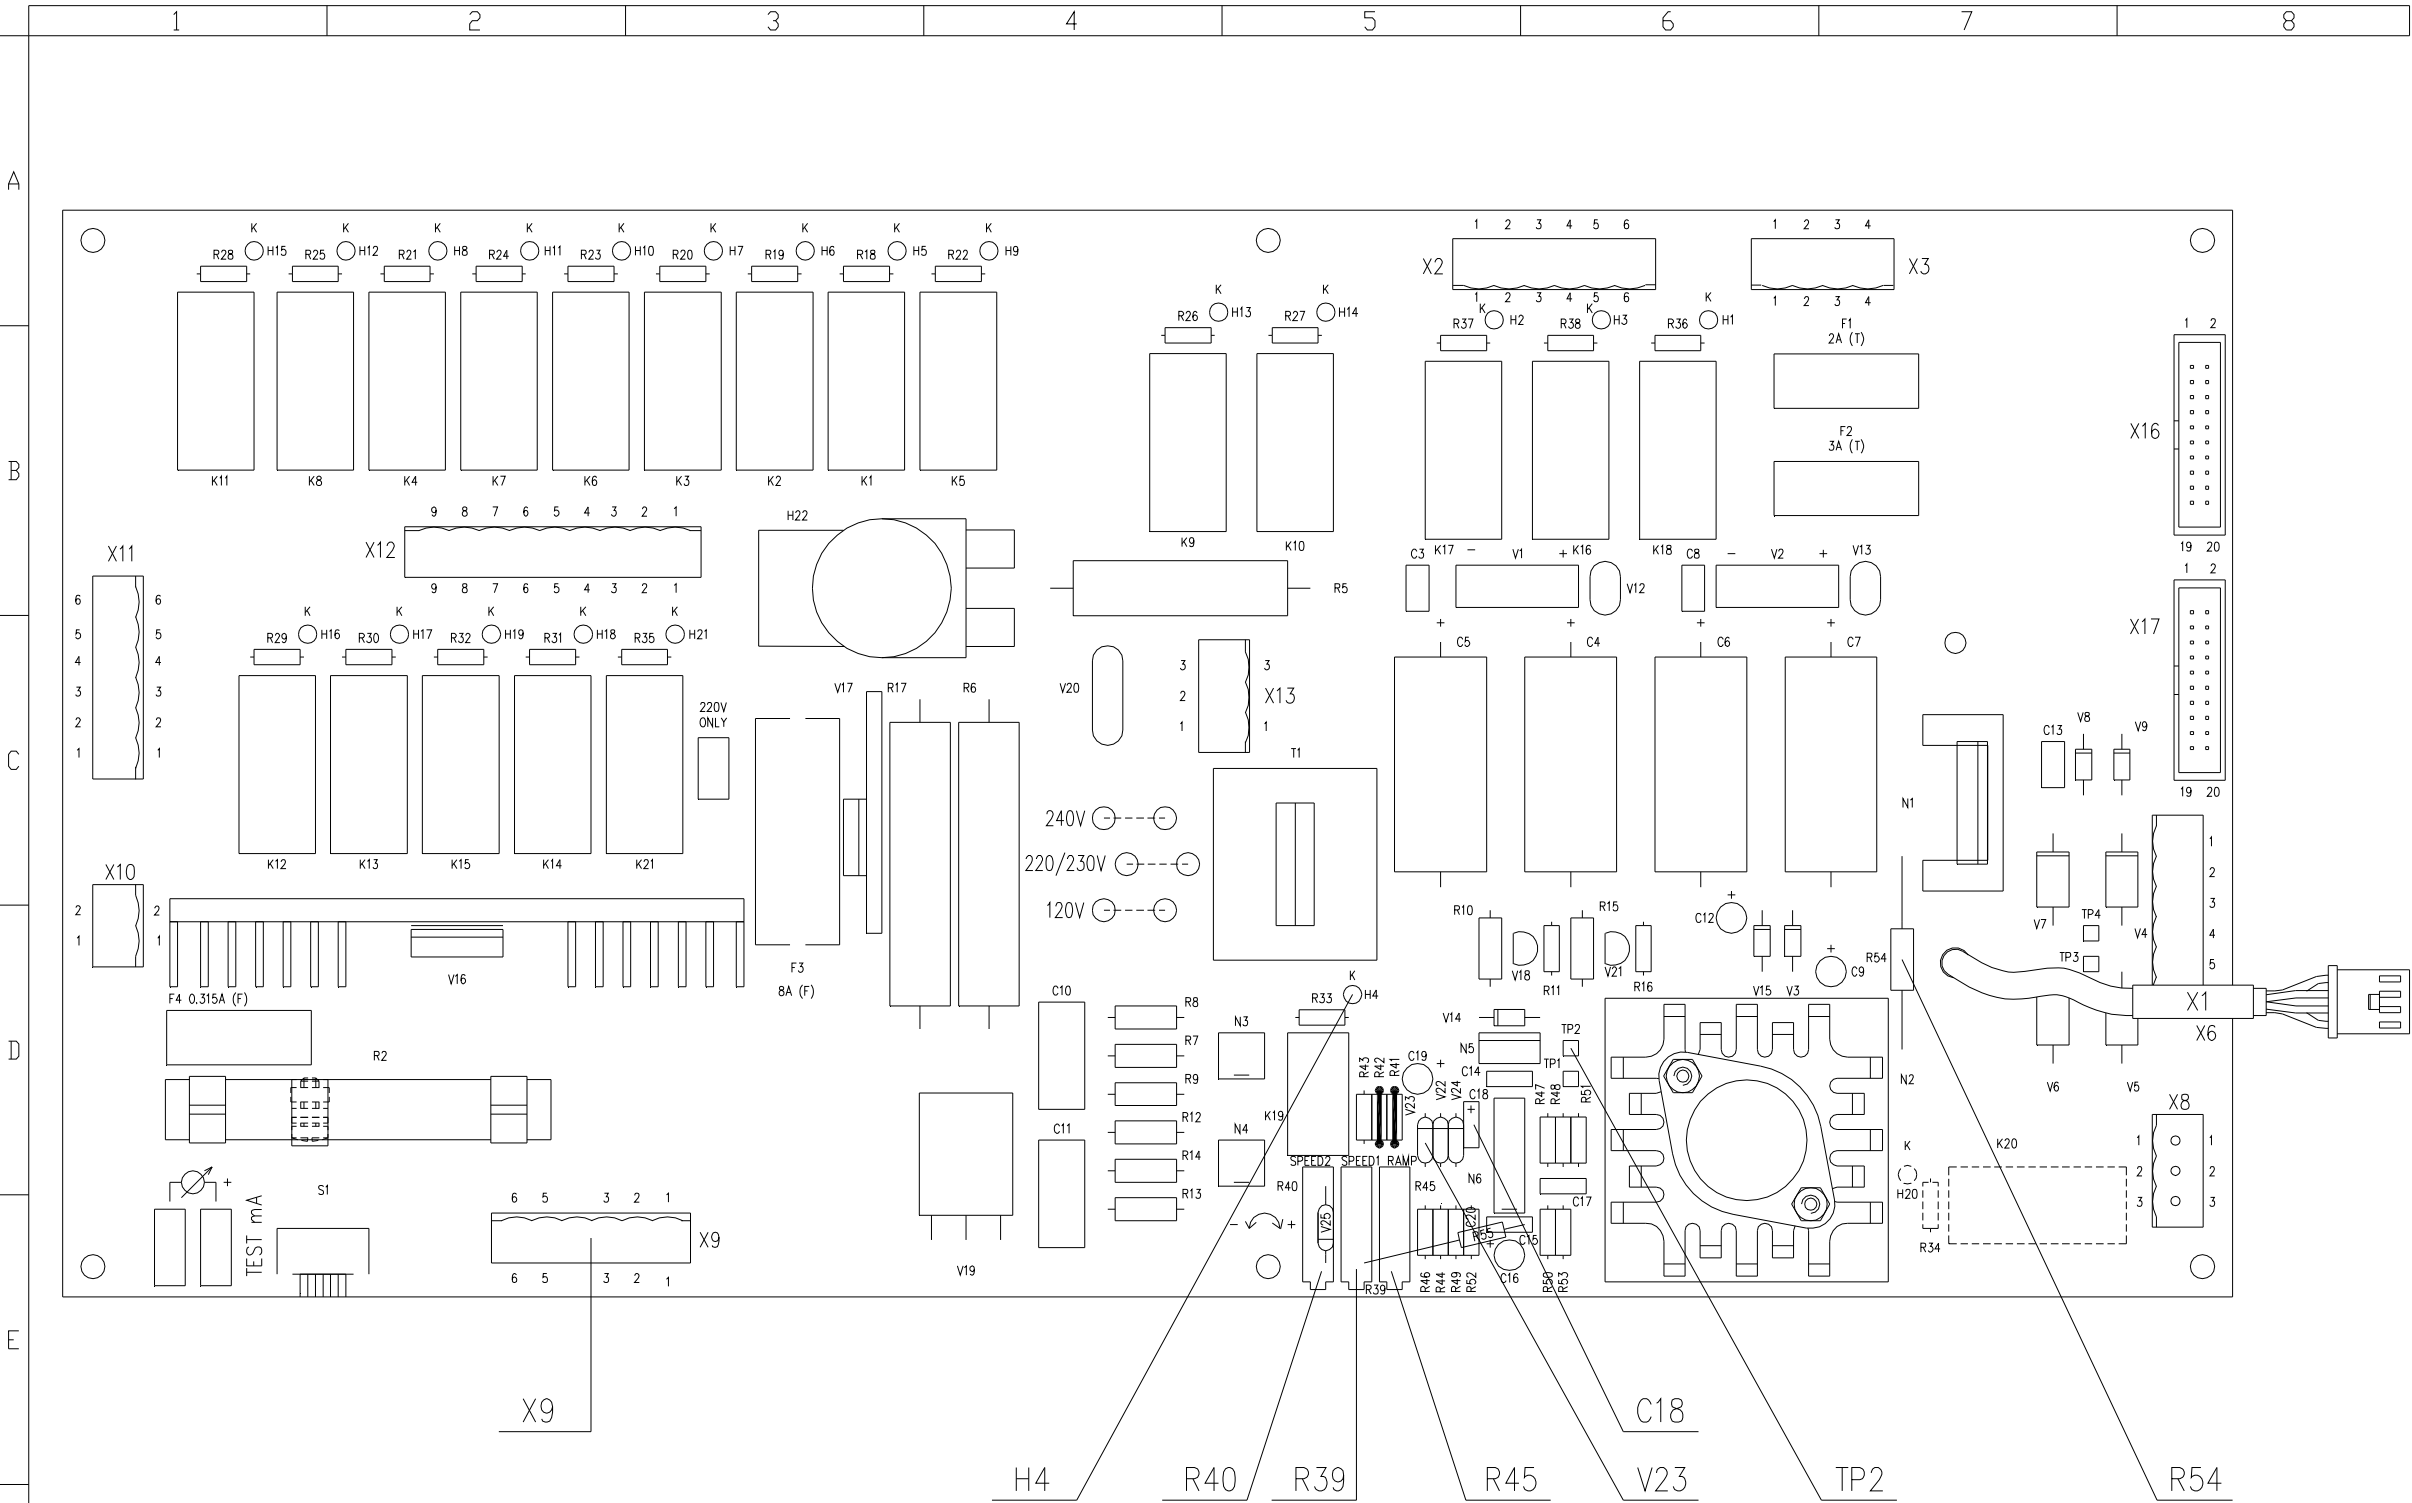 1 2 3 4 5 6 7 8
A
B
C
D
E
K K K K K K K K K
R28 H15 R25 H12 R21 H8 R24 H11 R23 H10 R20 H7 R19 H6 R18 H5 R22 H9
1 2 3 4 5 6
1 2 3 4
X2
X3
1 2 3 4 5 6
1 2 3 4
K K K K K
R26 H13 R27 H14 R37 H2 R38 H3 R36 H1
F1
2A (T)
1 2
F2
3A (T)
X16
K11 K8 K4 K7 K6 K3 K2 K1 K5
9 8 7 6 5 4 3 2 1
H22
K9 K10
X12
X11
C3 K17 - V1 + K16 K18 C8 - V2 + V13
19 20
1 2
9 8 7 6 5 4 3 2 1
R5
V12
6 6
5 5
4 4
3 3
2 2
1 1
K K K K K
R29 H16 R30 H17 R32 H19 R31 H18 R35 H21
+ + + +
C5 C4 C6 C7
X17
V17 R17 R6 V20
3 3
2
1 1
X13
220V
ONLY
T1
C13 V8 V9
19 20
N1
240V
220/230V
120V
K12 K13 K15 K14 K21
X10
2 2
1 1
1
2
3
4
5
R10 R15 + C12
V7 TP4 V4
TP3
V18 R11 V21 R16
+
C9
R54
V16
F3
8A (F)
F4 0.315A (F)
V15 V3
K
R33 H4
C10
R8
R7
R9
R12
R14
R13
N3
V14
TP2
N5
TP1
X1
X6
R2
R43 R42 R41
C19 +
C14
V22 V24
V23
C18
+
R47 R48 R51
N2
V6 V5
X8
C11
K19
N4
SPEED2 SPEED1 RAMP
R40
R45
N6
C17
K
H20
K20
R34
1 1
2 2
3 3
+
TEST mA
S1
6 5 3 2 1
X9
6 5 3 2 1
V19
- +
V25
C20
R55
+
C15
C16
R39
R46 R44 R49 R52 R50 R53
X9
C18
H4 R40 R39 R45 V23 TP2 R54